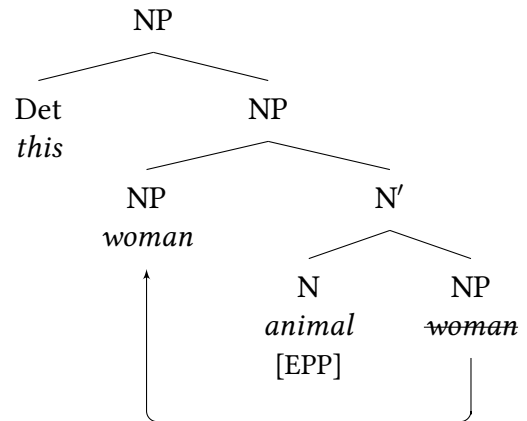 NP
Det NP
this
NP N′
woman
N NP
animal woman
[EPP]